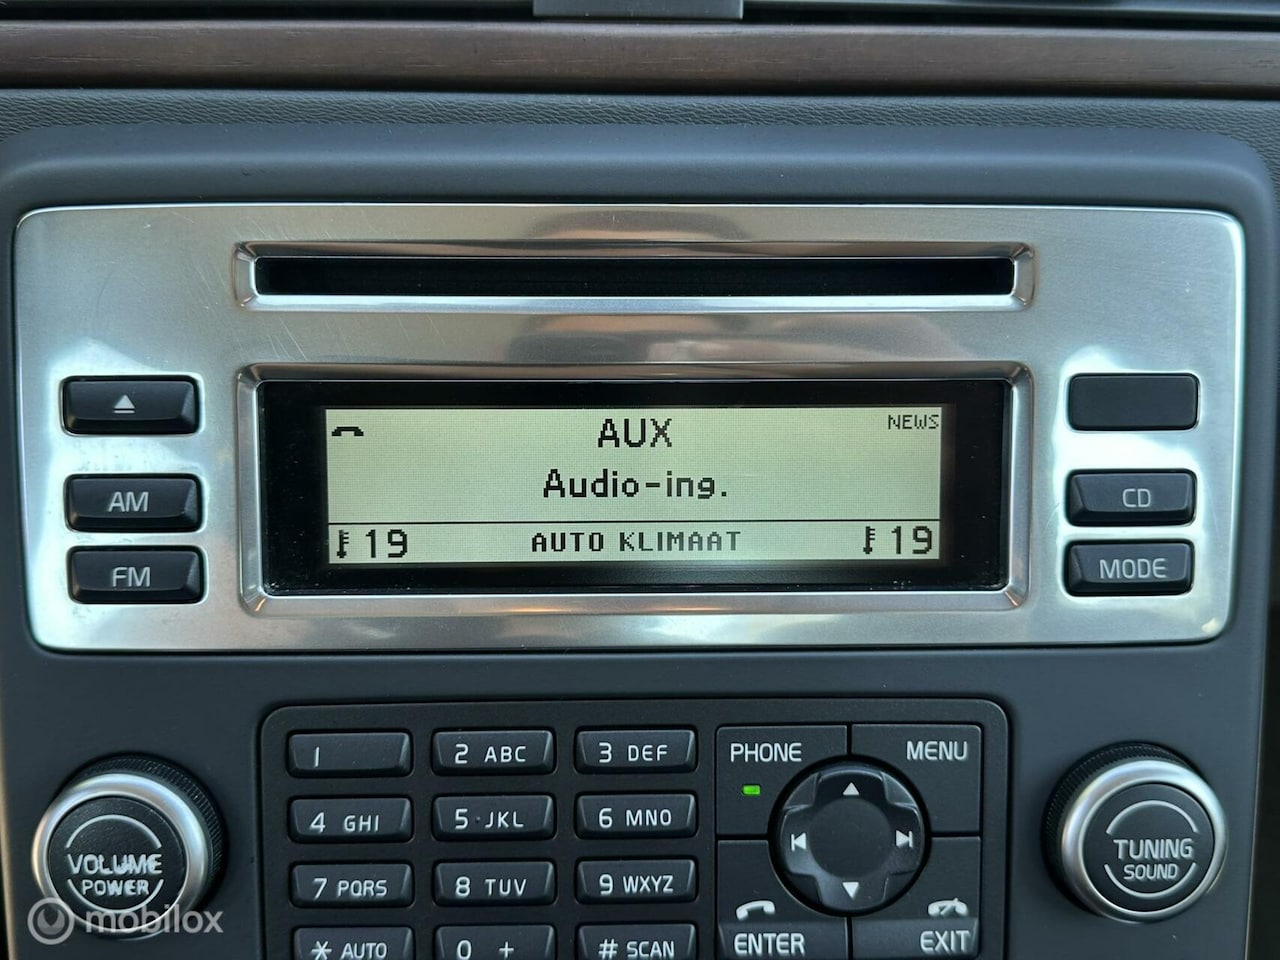 NEWS
AUX
Audio-ing.
19 AUTO KLIMAAT 19
AM
FM
CD
MODE
1
2 ABC
3 DEF
4 GHI
5 JKL
6 MNO
7 PQRS
8 TUV
9 WXYZ
* AUTO
0 +
# SCAN
PHONE
MENU
ENTER
EXIT
VOLUME
POWER
TUNING
SOUND
mobilox